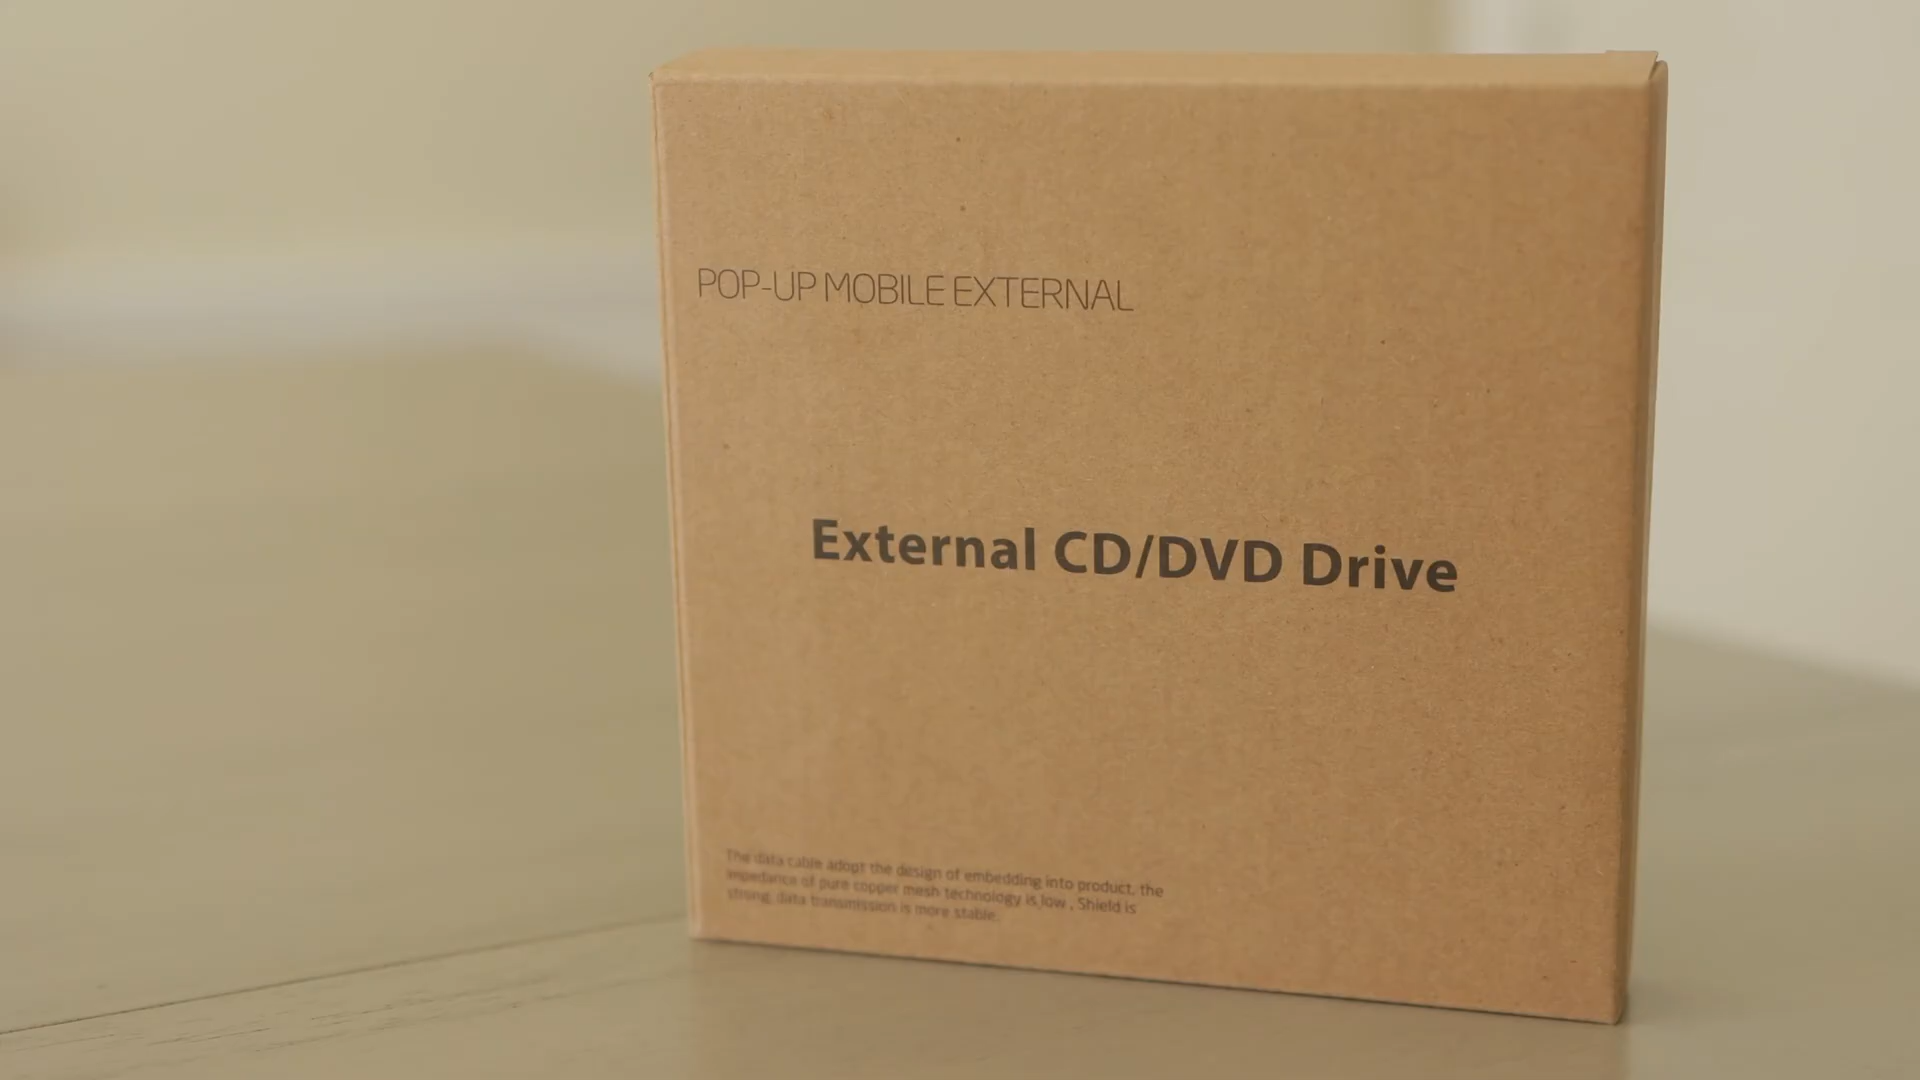 POP-UP MOBILE EXTERNAL
External CD/DVD Drive
The data cable adopt the design of embedding into product, the
impedance of pure copper mesh technology is low , Shield is
strong, data transmission is more stable.